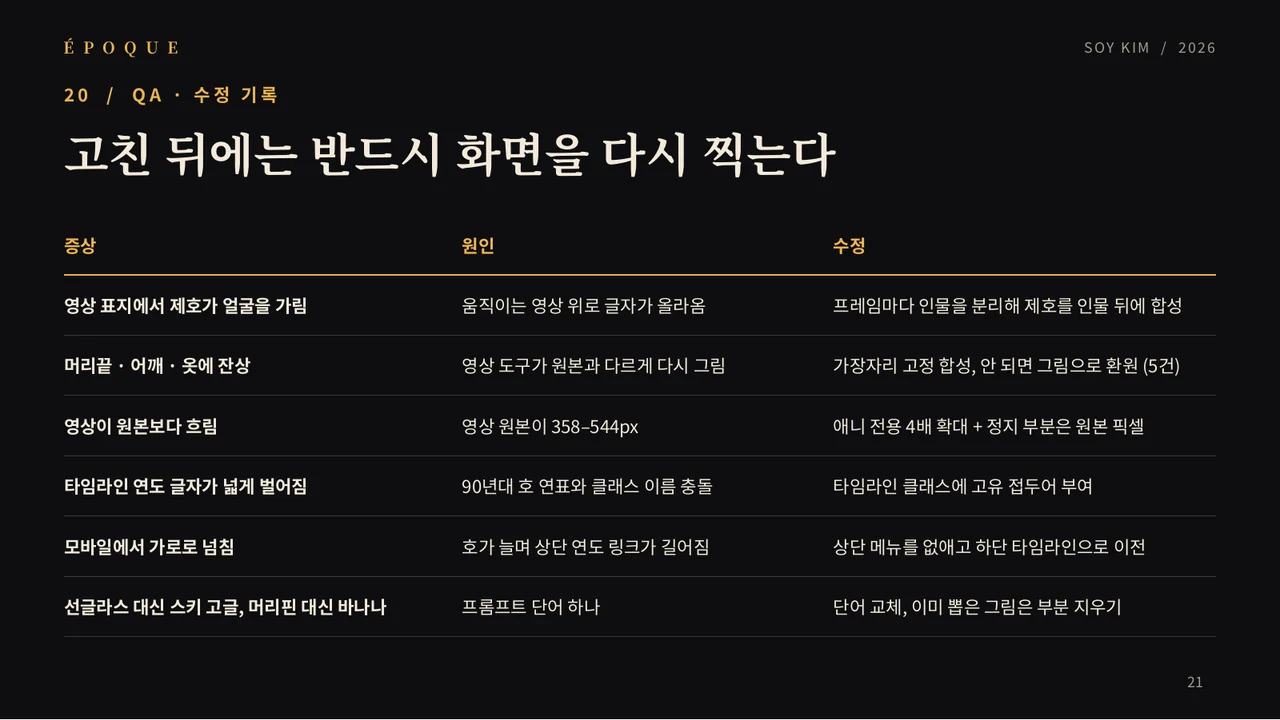 ÉPOQUE
SOY KIM / 2026
20 / QA · 수정 기록
고친 뒤에는 반드시 화면을 다시 찍는다
증상 원인 수정
영상 표지에서 제호가 얼굴을 가림 움직이는 영상 위로 글자가 올라옴 프레임마다 인물을 분리해 제호를 인물 뒤에 합성
머리끝 · 어깨 · 옷에 잔상 영상 도구가 원본과 다르게 다시 그림 가장자리 고정 합성, 안 되면 그림으로 환원 (5건)
영상이 원본보다 흐림 영상 원본이 358–544px 애니 전용 4배 확대 + 정지 부분은 원본 픽셀
타임라인 연도 글자가 넓게 벌어짐 90년대 호 연표와 클래스 이름 충돌 타임라인 클래스에 고유 접두어 부여
모바일에서 가로로 넘침 호가 늘며 상단 연도 링크가 길어짐 상단 메뉴를 없애고 하단 타임라인으로 이전
선글라스 대신 스키 고글, 머리핀 대신 바나나 프롬프트 단어 하나 단어 교체, 이미 뽑은 그림은 부분 지우기
21